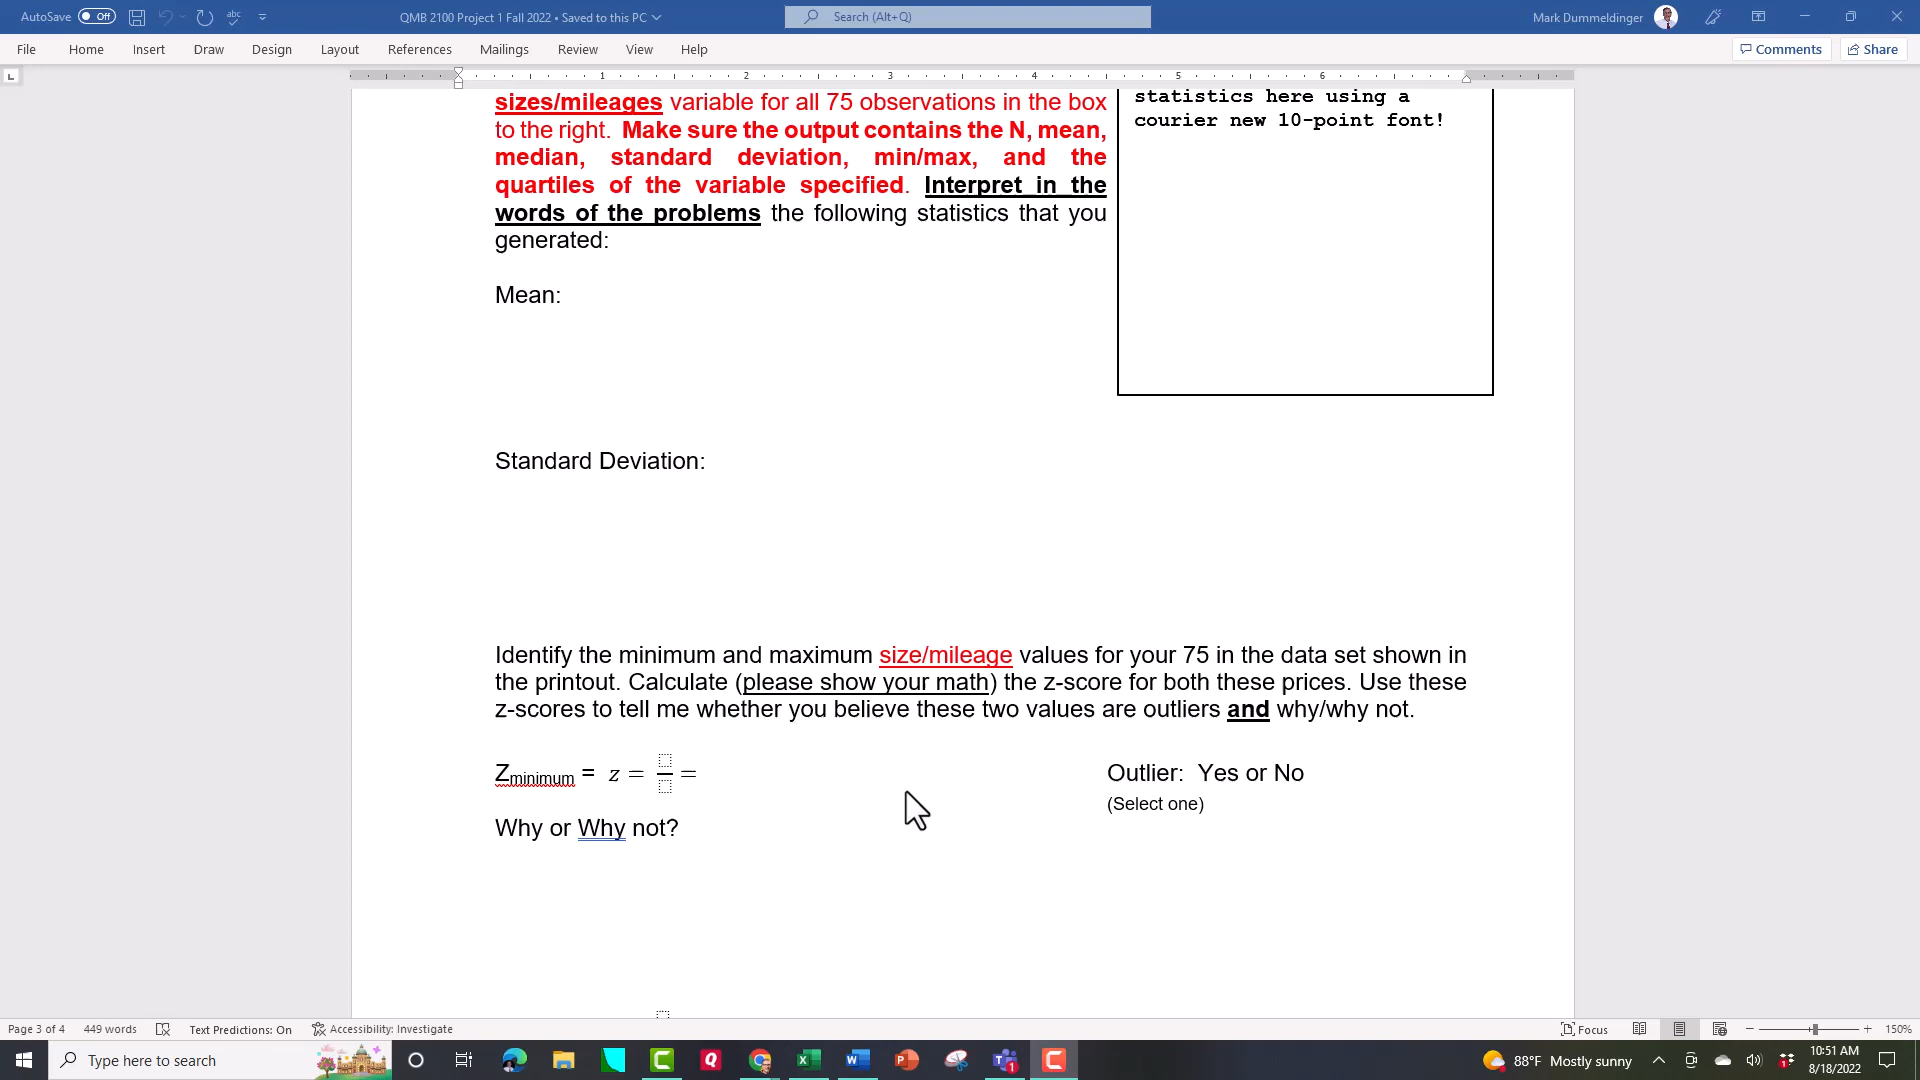 AutoSave Off QMB 2100 Project 1 Fall 2022 • Saved to this PC Search (Alt+Q) Mark Dummeldinger
File Home Insert Draw Design Layout References Mailings Review View Help Comments Share
1 2 3 4 5 6
sizes/mileages variable for all 75 observations in the box
to the right. Make sure the output contains the N, mean,
median, standard deviation, min/max, and the
quartiles of the variable specified. Interpret in the
words of the problems the following statistics that you
generated:
statistics here using a
courier new 10-point font!
Mean:
Standard Deviation:
Identify the minimum and maximum size/mileage values for your 75 in the data set shown in
the printout. Calculate (please show your math) the z-score for both these prices. Use these
z-scores to tell me whether you believe these two values are outliers and why/why not.
Zminimum = z = =
Outlier: Yes or No
(Select one)
Why or Why not?
Page 3 of 4 449 words Text Predictions: On Accessibility: Investigate Focus 150%
Type here to search 88°F Mostly sunny 10:51 AM
8/18/2022